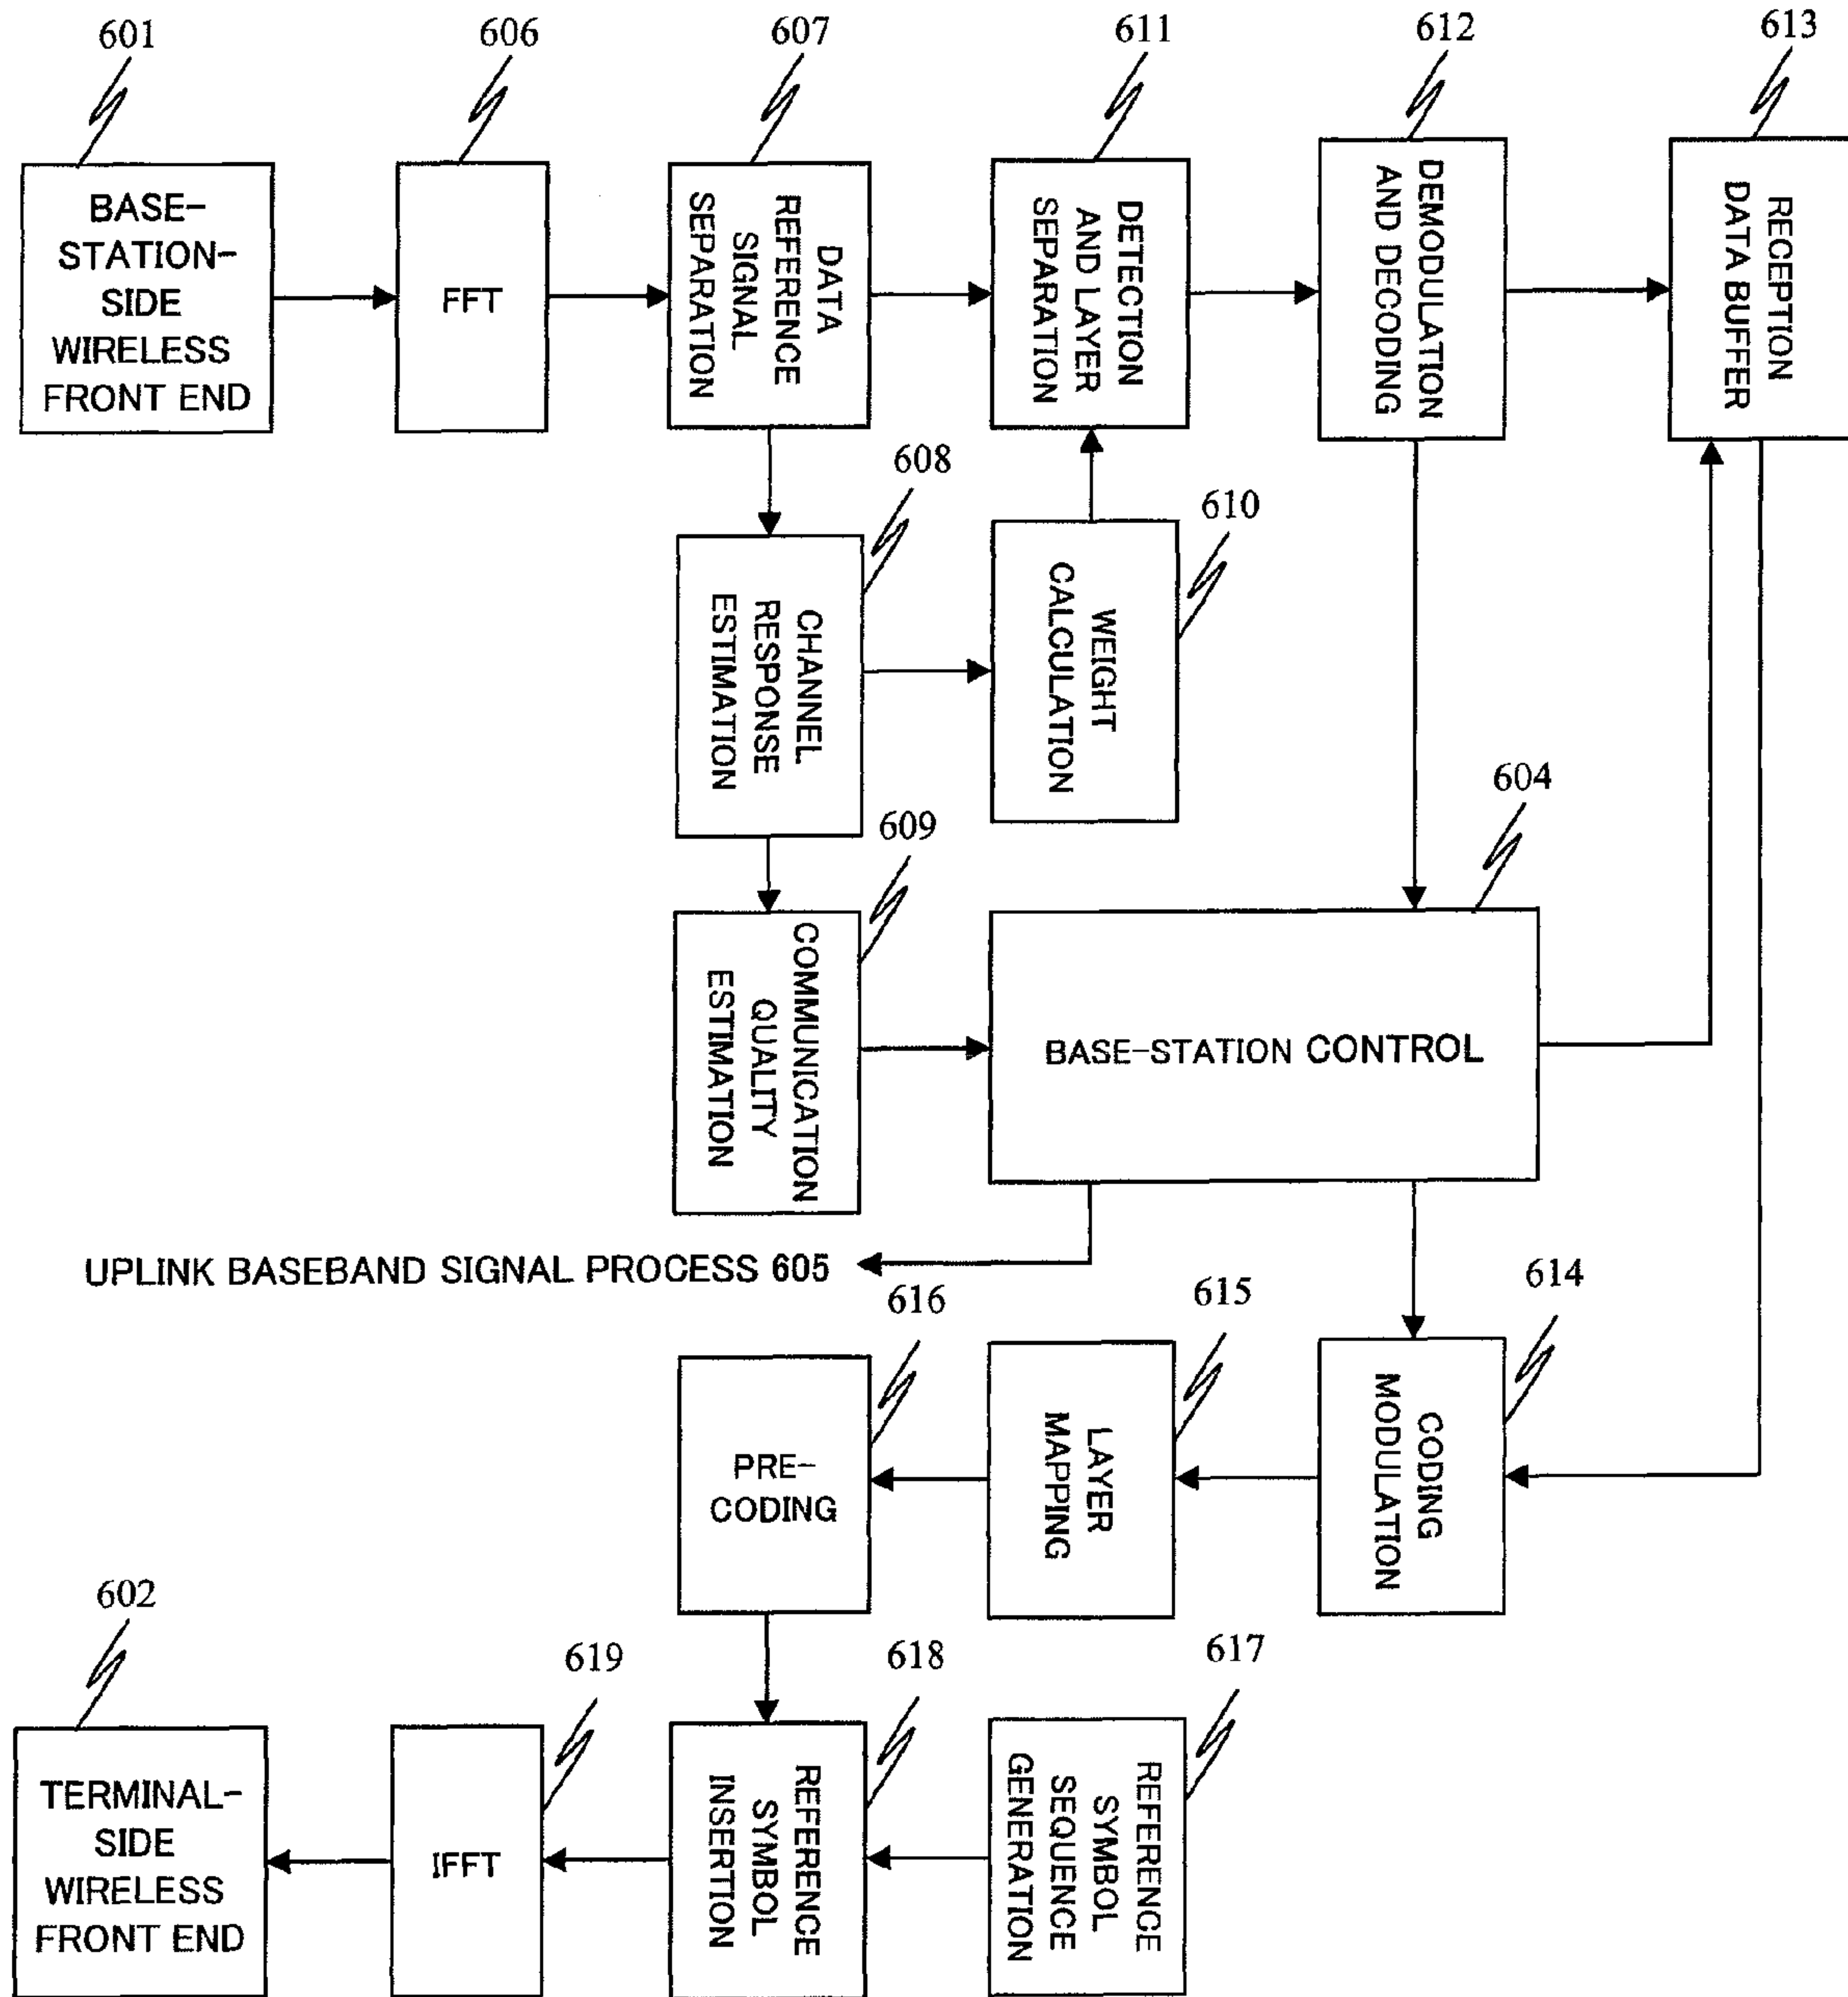 601
606
607
611
612
613
BASE-
STATION-
SIDE
WIRELESS
FRONT END
FFT
DATA
REFERENCE
SIGNAL
SEPARATION
DETECTION
AND LAYER
SEPARATION
DEMODULATION
AND DECODING
RECEPTION
DATA BUFFER
608
610
CHANNEL
RESPONSE
ESTIMATION
WEIGHT
CALCULATION
609
604
COMMUNICATION
QUALITY
ESTIMATION
BASE-STATION CONTROL
UPLINK BASEBAND SIGNAL PROCESS 605
616
615
614
PRE-
CODING
LAYER
MAPPING
CODING
MODULATION
602
619
618
617
TERMINAL-
SIDE
WIRELESS
FRONT END
IFFT
REFERENCE
SYMBOL
INSERTION
REFERENCE
SYMBOL
SEQUENCE
GENERATION